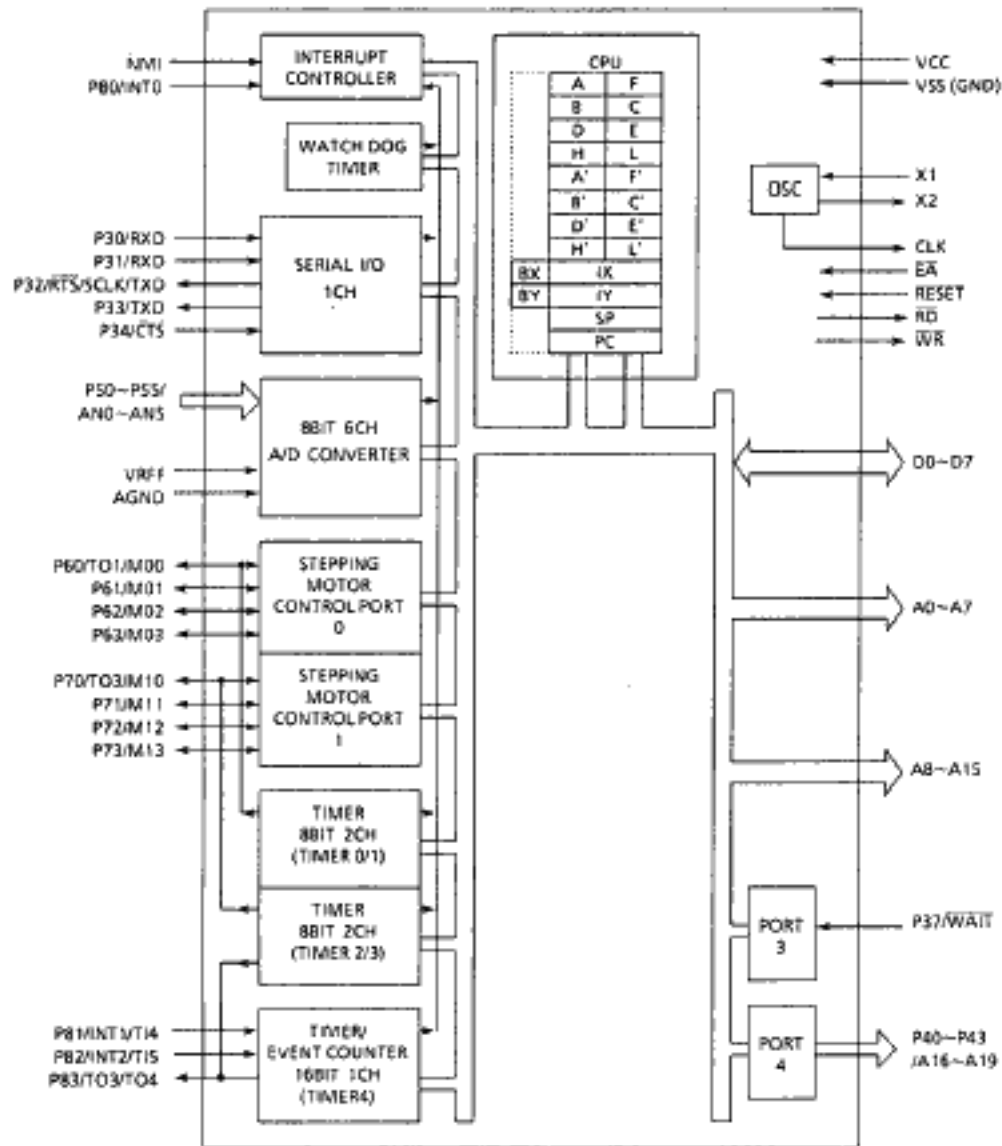 NMI
P80/INT0
INTERRUPT
CONTROLLER
WATCH DOG
TIMER
P30/RXD
P31/RXD
P32/RTS/SCLK/TXD
P33/TXD
P34/CTS
SERIAL I/O
1CH
P50~P55/
AN0~AN5
VREF
AGND
8BIT 6CH
A/D CONVERTER
P60/TO1/M00
P61/M01
P62/M02
P63/M03
STEPPING
MOTOR
CONTROL PORT
0
P70/TO3/M10
P71/M11
P72/M12
P73/M13
STEPPING
MOTOR
CONTROL PORT
1
TIMER
8BIT 2CH
(TIMER 0/1)
TIMER
8BIT 2CH
(TIMER 2/3)
P81/INT1/TI4
P82/INT2/TI5
P83/TO3/TO4
TIMER/
EVENT COUNTER
16BIT 1CH
(TIMER4)
CPU
A F
B C
D E
H L
A' F'
B' C'
D' E'
H' L'
BX IX
BY IY
SP
PC
VCC
VSS (GND)
OSC
X1
X2
CLK
EA
RESET
RD
WR
D0~D7
A0~A7
A8~A15
PORT
3
P37/WAIT
PORT
4
P40~P43
/A16~A19